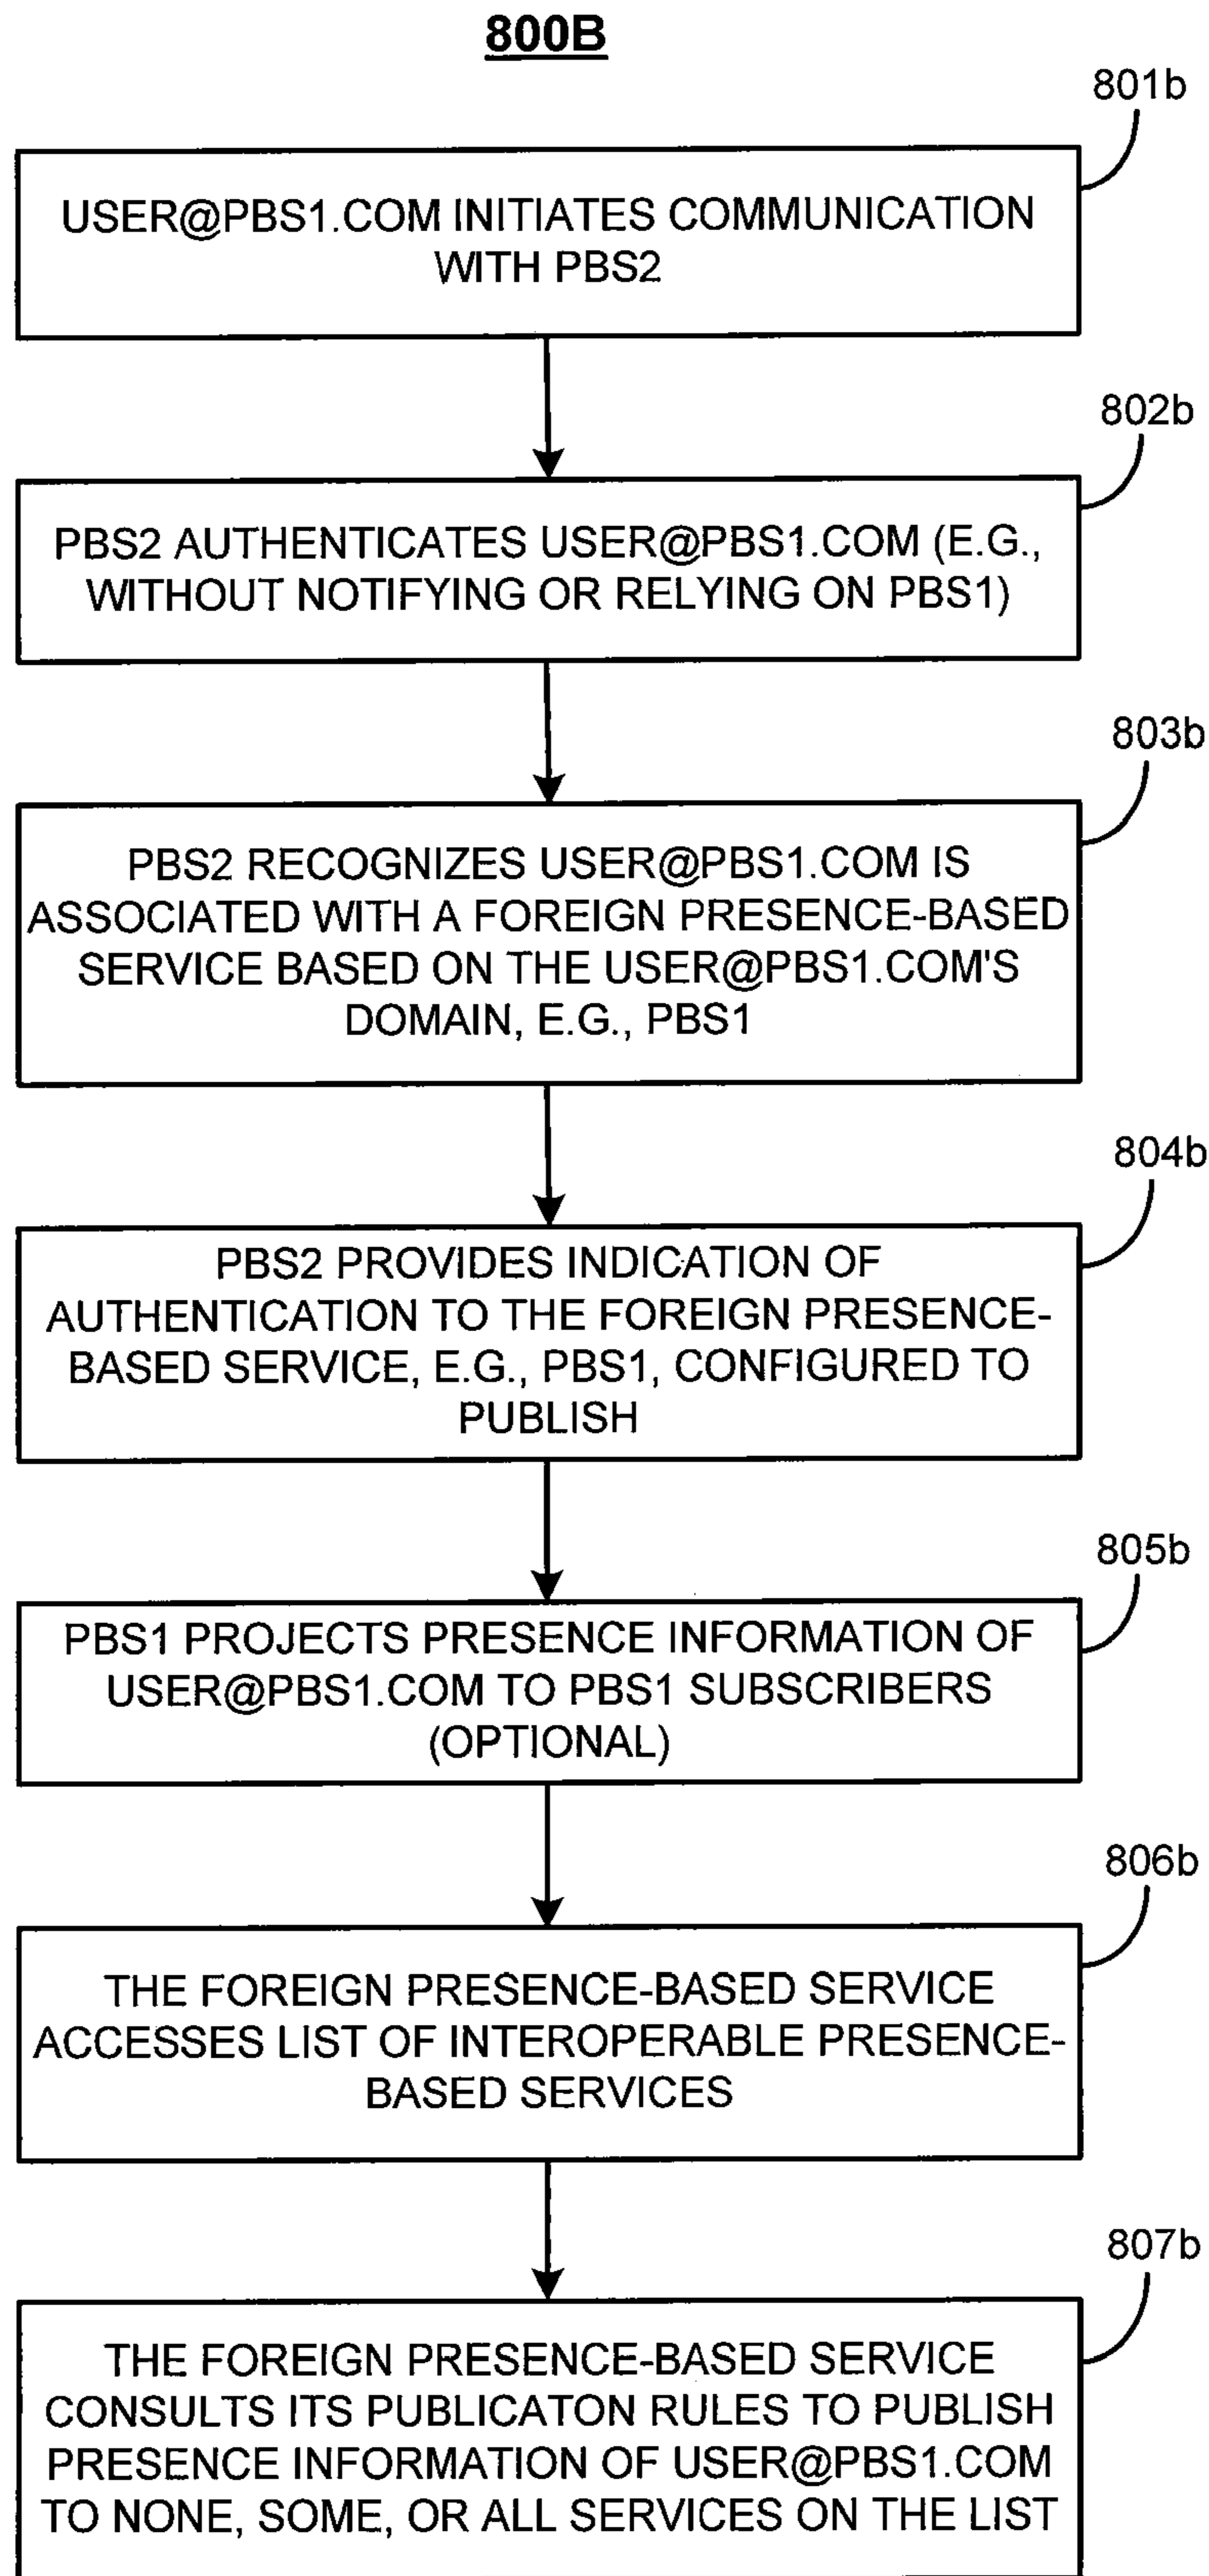 800B
801b
USER@PBS1.COM INITIATES COMMUNICATION
WITH PBS2
802b
PBS2 AUTHENTICATES USER@PBS1.COM (E.G.,
WITHOUT NOTIFYING OR RELYING ON PBS1)
803b
PBS2 RECOGNIZES USER@PBS1.COM IS
ASSOCIATED WITH A FOREIGN PRESENCE-BASED
SERVICE BASED ON THE USER@PBS1.COM'S
DOMAIN, E.G., PBS1
804b
PBS2 PROVIDES INDICATION OF
AUTHENTICATION TO THE FOREIGN PRESENCE-
BASED SERVICE, E.G., PBS1, CONFIGURED TO
PUBLISH
805b
PBS1 PROJECTS PRESENCE INFORMATION OF
USER@PBS1.COM TO PBS1 SUBSCRIBERS
(OPTIONAL)
806b
THE FOREIGN PRESENCE-BASED SERVICE
ACCESSES LIST OF INTEROPERABLE PRESENCE-
BASED SERVICES
807b
THE FOREIGN PRESENCE-BASED SERVICE
CONSULTS ITS PUBLICATON RULES TO PUBLISH
PRESENCE INFORMATION OF USER@PBS1.COM
TO NONE, SOME, OR ALL SERVICES ON THE LIST